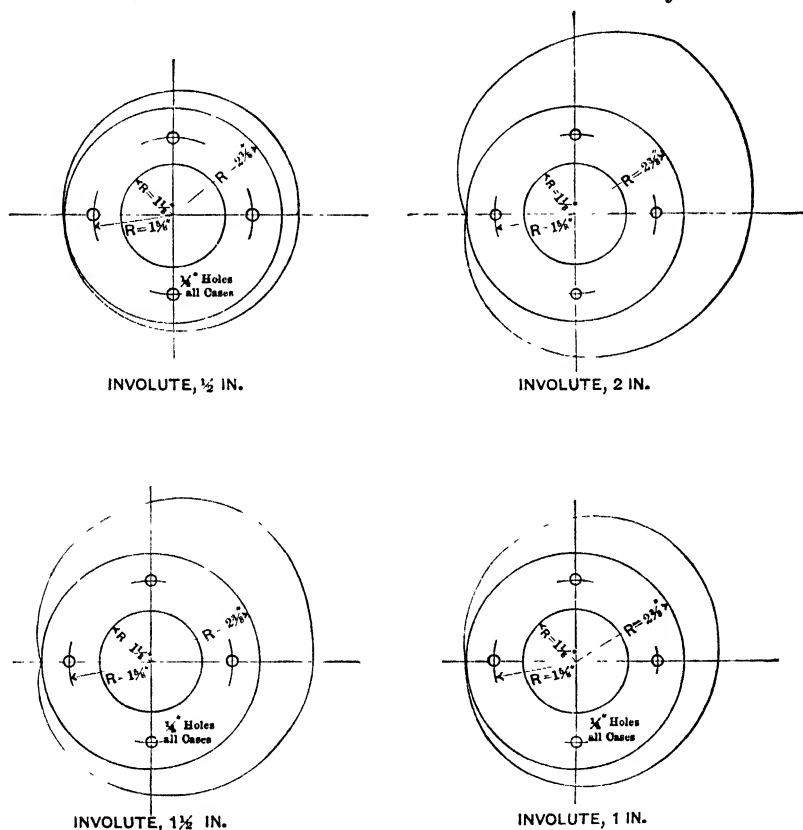 R - 2⅜"
R=1⅛"
R=1⅝"
¼" Holes
all Cases
INVOLUTE, ½ IN.
R=2⅜"
R=1⅛"
R - 1⅝"
INVOLUTE, 2 IN.
R - 2⅜"
R - 1⅛"
R - 1⅝"
¼" Holes
all Cases
INVOLUTE, 1½ IN.
R=2⅜"
R=1⅛"
R=1⅝"
¼" Holes
all Cases
INVOLUTE, 1 IN.